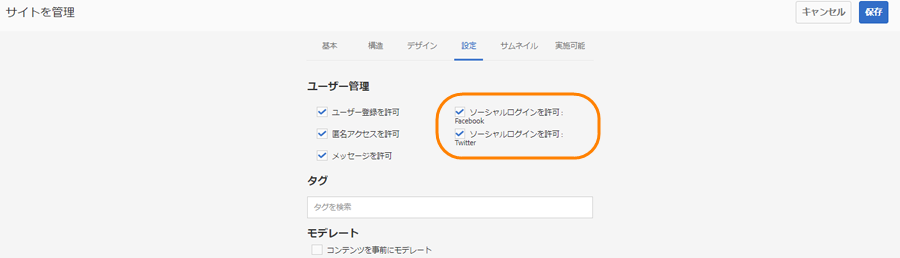 サイトを管理
キャンセル
保存
基本 構造 デザイン 設定 サムネイル 実施可能
ユーザー管理
ユーザー登録を許可
匿名アクセスを許可
メッセージを許可
ソーシャルログインを許可 :
Facebook
ソーシャルログインを許可 :
Twitter
タグ
タグを検索
モデレート
コンテンツを事前にモデレート